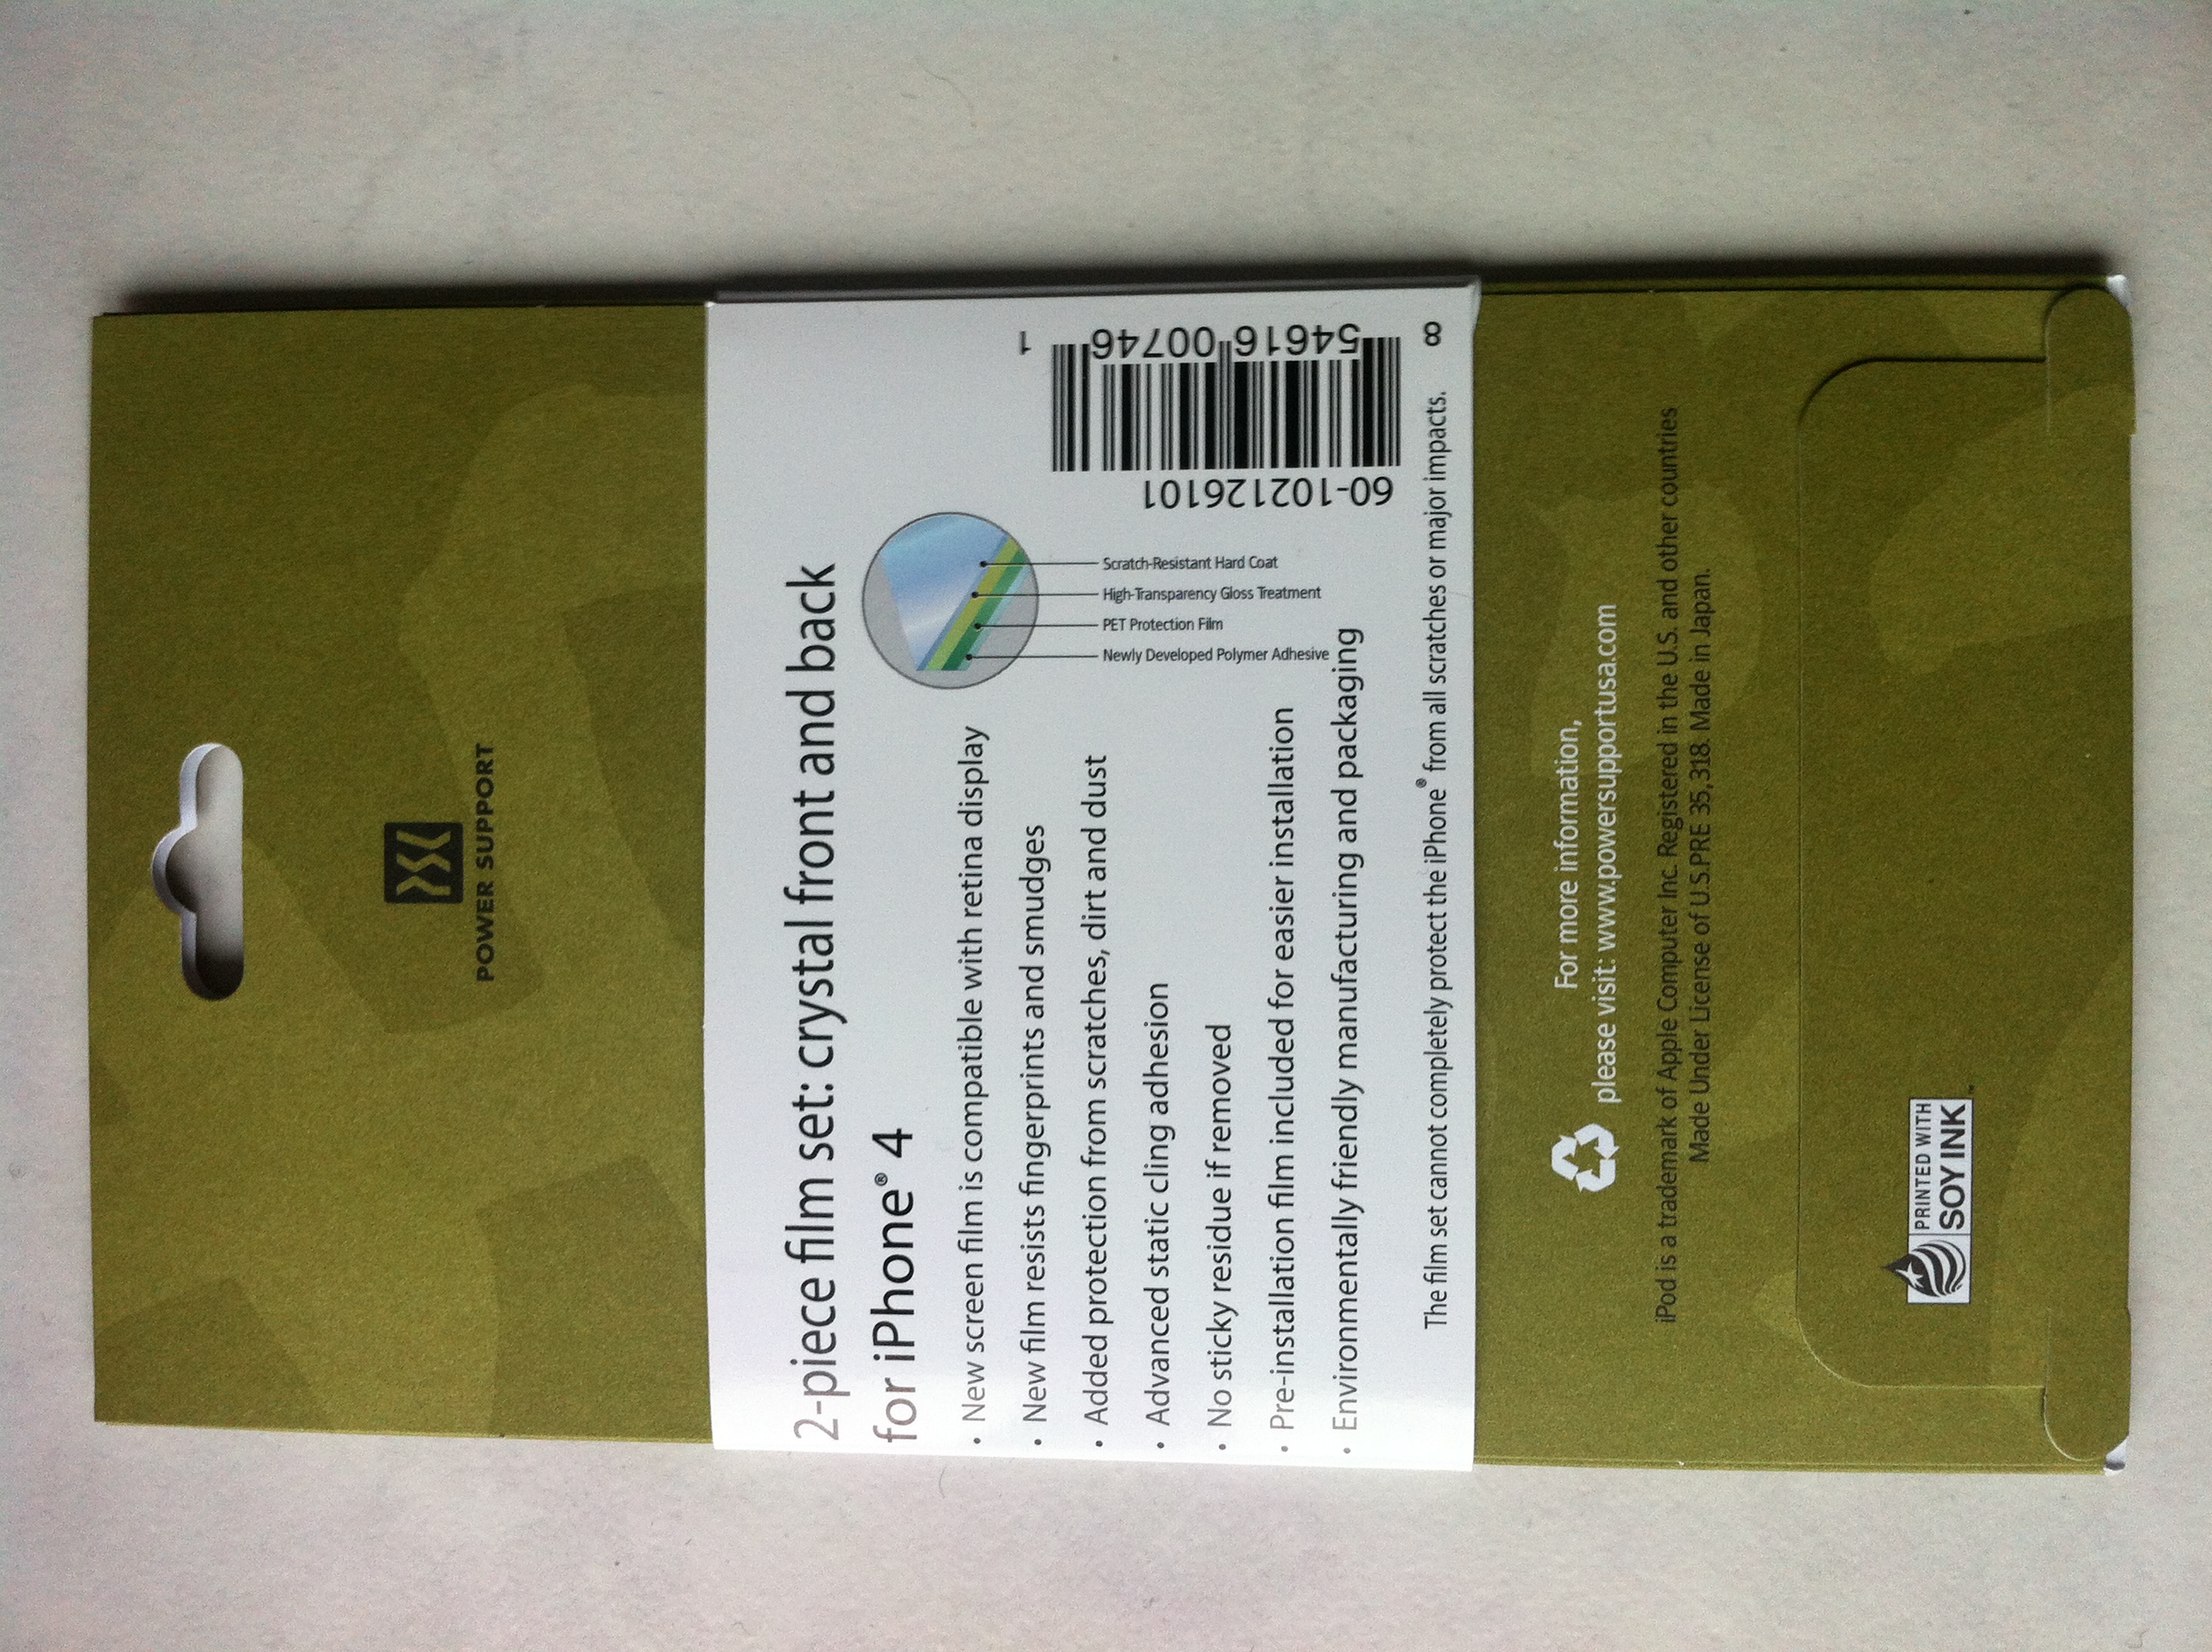 POWER SUPPORT
2-piece film set: crystal front and back
for iPhone® 4
• New screen film is compatible with retina display
• New film resists fingerprints and smudges
• Added protection from scratches, dirt and dust
• Advanced static cling adhesion
• No sticky residue if removed
• Pre-installation film included for easier installation
• Environmentally friendly manufacturing and packaging
Scratch-Resistant Hard Coat
High-Transparency Gloss Treatment
PET Protection Film
Newly Developed Polymer Adhesive
60-102126101
8 54616 00746 1
The film set cannot completely protect the iPhone® from all scratches or major impacts.
For more information,
please visit: www.powersupportusa.com
iPod is a trademark of Apple Computer Inc. Registered in the U.S. and other countries
Made Under License of U.S.PRE 35,318. Made in Japan.
PRINTED WITH
SOY INK™